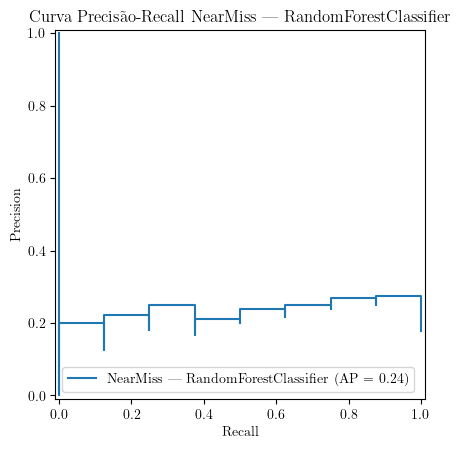 Curva Precisão-Recall NearMiss — RandomForestClassifier
1.0
0.8
0.6
0.4
0.2
0.0
Precision
NearMiss — RandomForestClassifier (AP = 0.24)
0.0 0.2 0.4 0.6 0.8 1.0
Recall